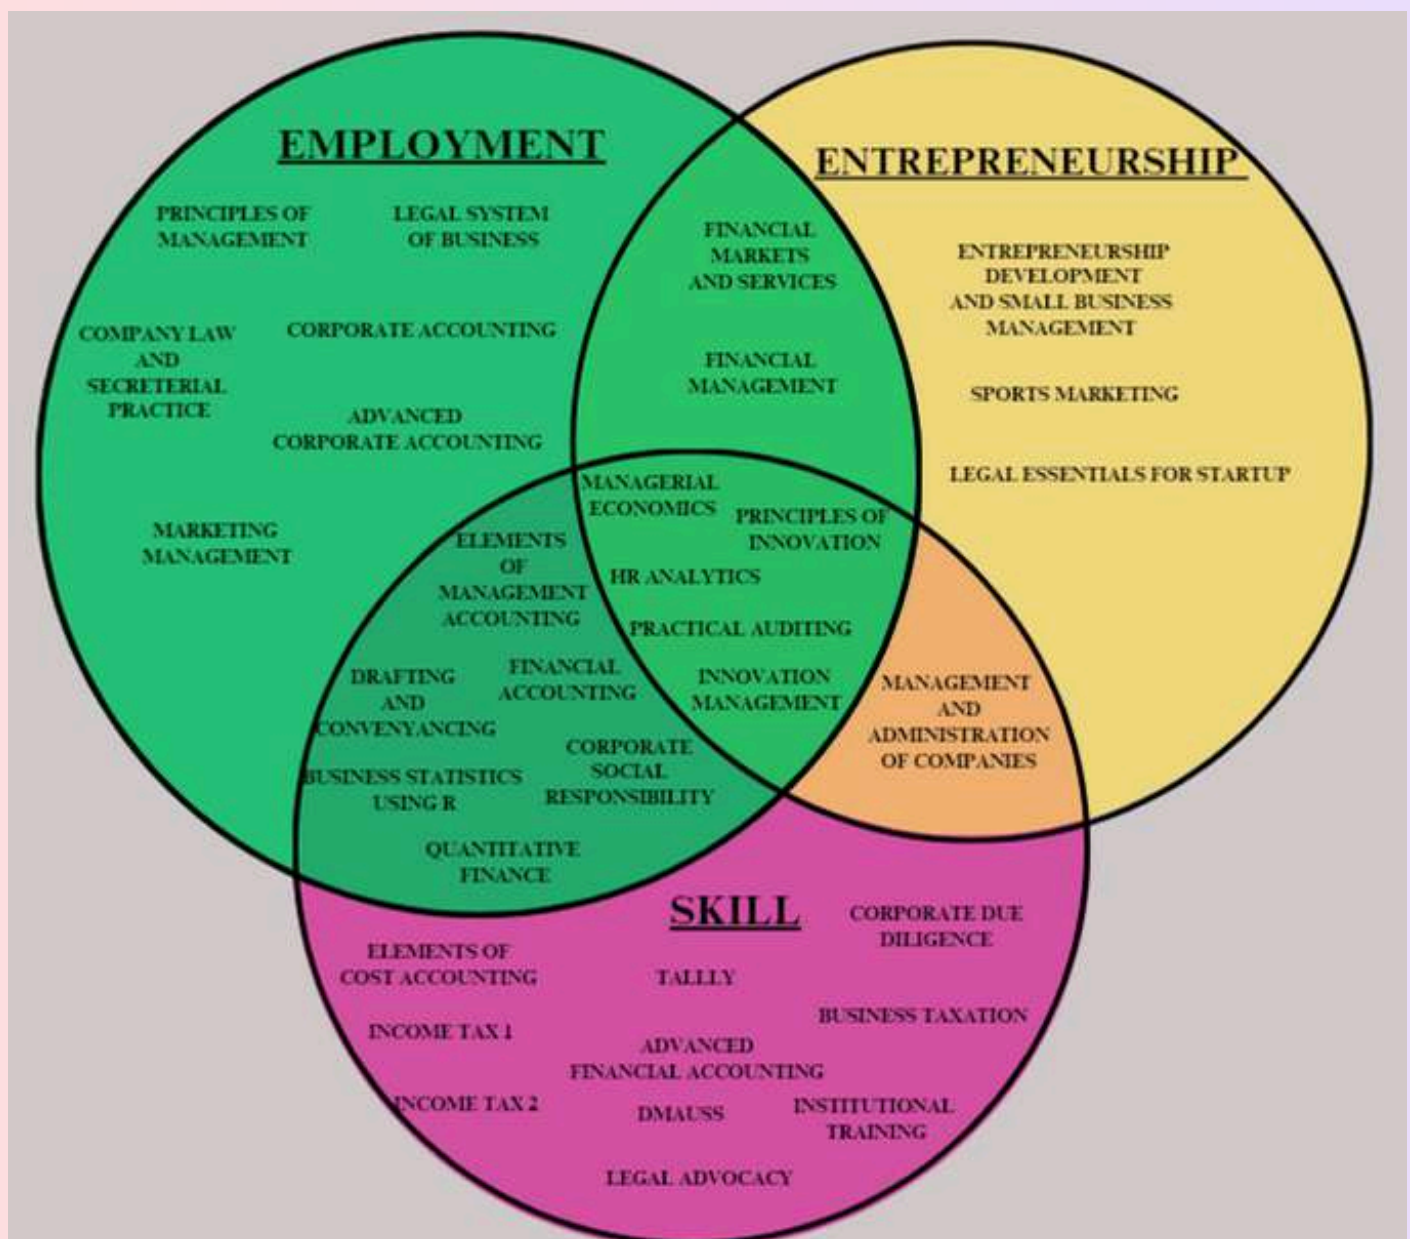 EMPLOYMENT
PRINCIPLES OF
MANAGEMENT
LEGAL SYSTEM
OF BUSINESS
COMPANY LAW
AND
SECRETERIAL
PRACTICE
CORPORATE ACCOUNTING
ADVANCED
CORPORATE ACCOUNTING
MARKETING
MANAGEMENT
FINANCIAL
MARKETS
AND SERVICES
FINANCIAL
MANAGEMENT
ENTREPRENEURSHIP
ENTREPRENEURSHIP
DEVELOPMENT
AND SMALL BUSINESS
MANAGEMENT
SPORTS MARKETING
LEGAL ESSENTIALS FOR STARTUP
MANAGERIAL
ECONOMICS
PRINCIPLES OF
INNOVATION
HR ANALYTICS
PRACTICAL AUDITING
INNOVATION
MANAGEMENT
ELEMENTS
OF
MANAGEMENT
ACCOUNTING
DRAFTING
AND
CONVENYANCING
FINANCIAL
ACCOUNTING
BUSINESS STATISTICS
USING R
CORPORATE
SOCIAL
RESPONSIBILITY
QUANTITATIVE
FINANCE
MANAGEMENT
AND
ADMINISTRATION
OF COMPANIES
SKILL
CORPORATE DUE
DILIGENCE
ELEMENTS OF
COST ACCOUNTING
TALLLY
BUSINESS TAXATION
INCOME TAX 1
ADVANCED
FINANCIAL ACCOUNTING
INCOME TAX 2
DMAUSS
INSTITUTIONAL
TRAINING
LEGAL ADVOCACY